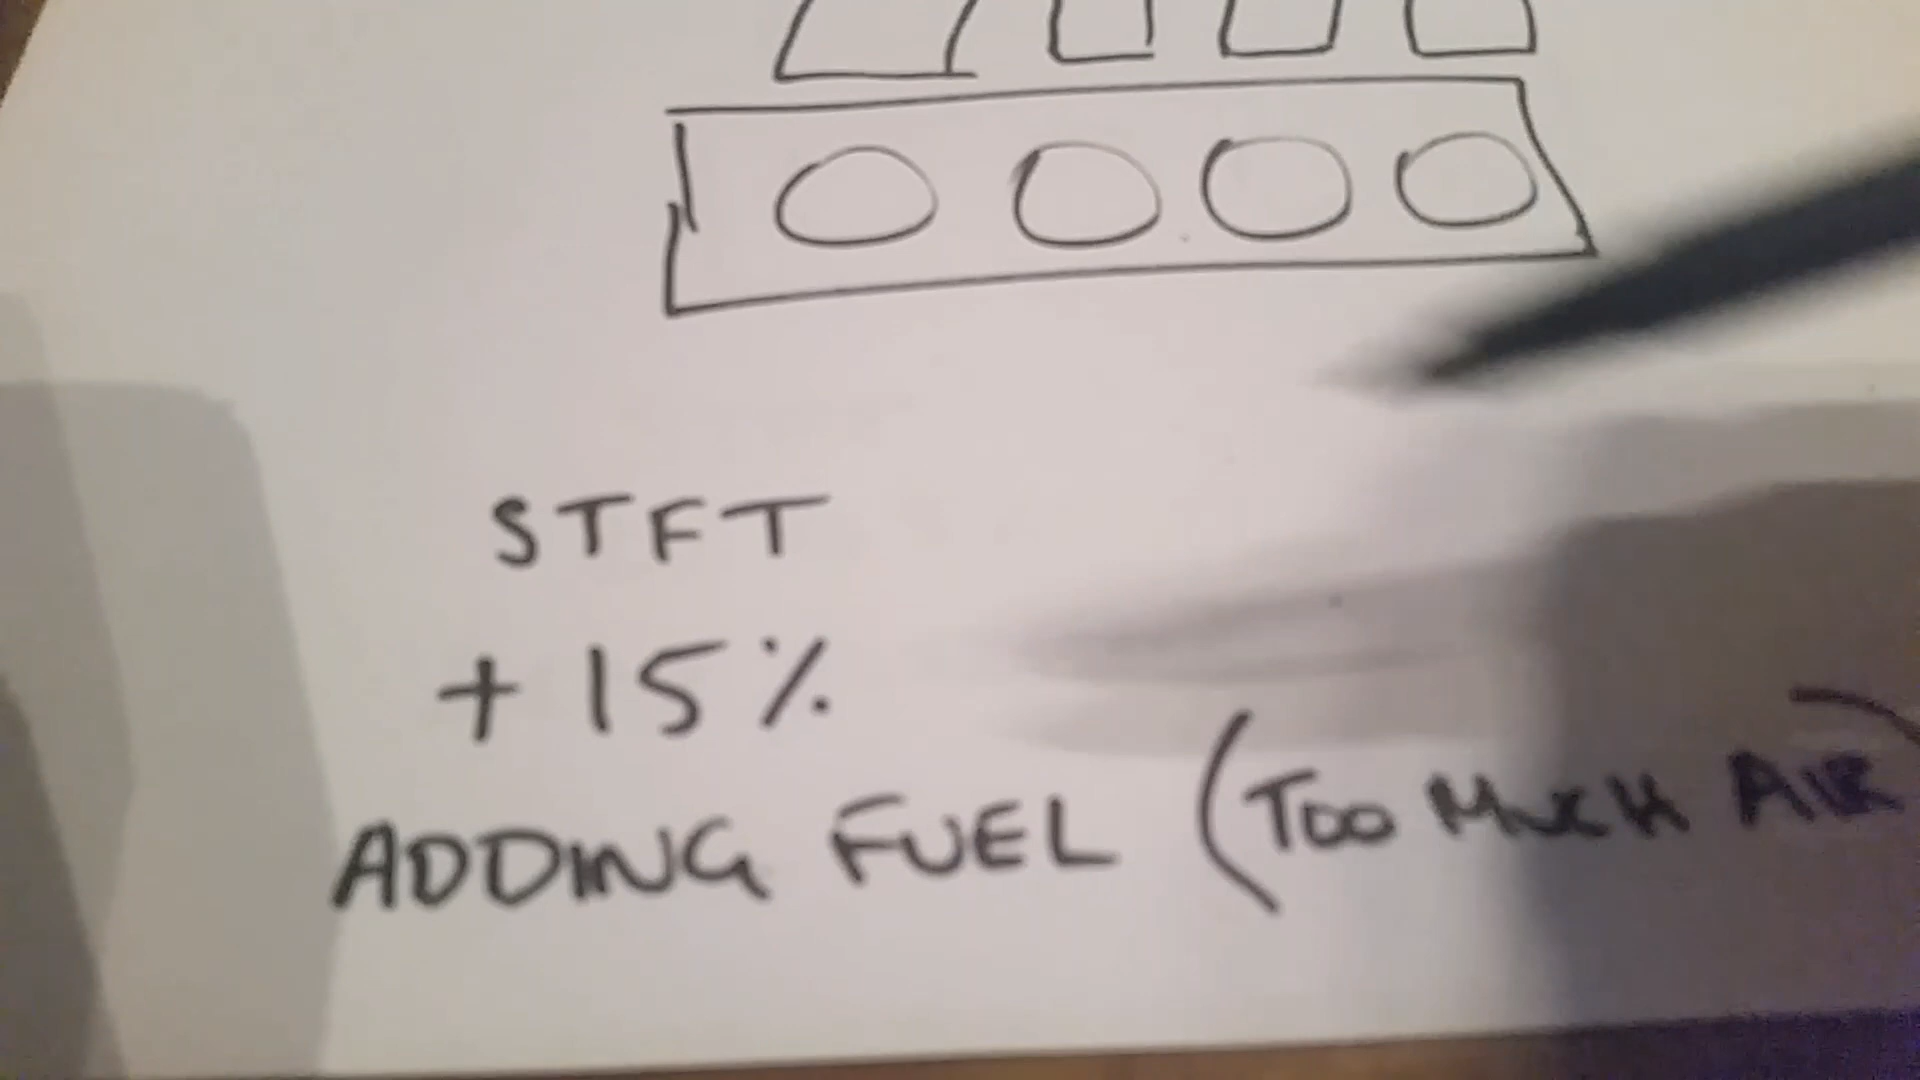 STFT
+ 15%
ADDING FUEL (TOO MUCH AIR)